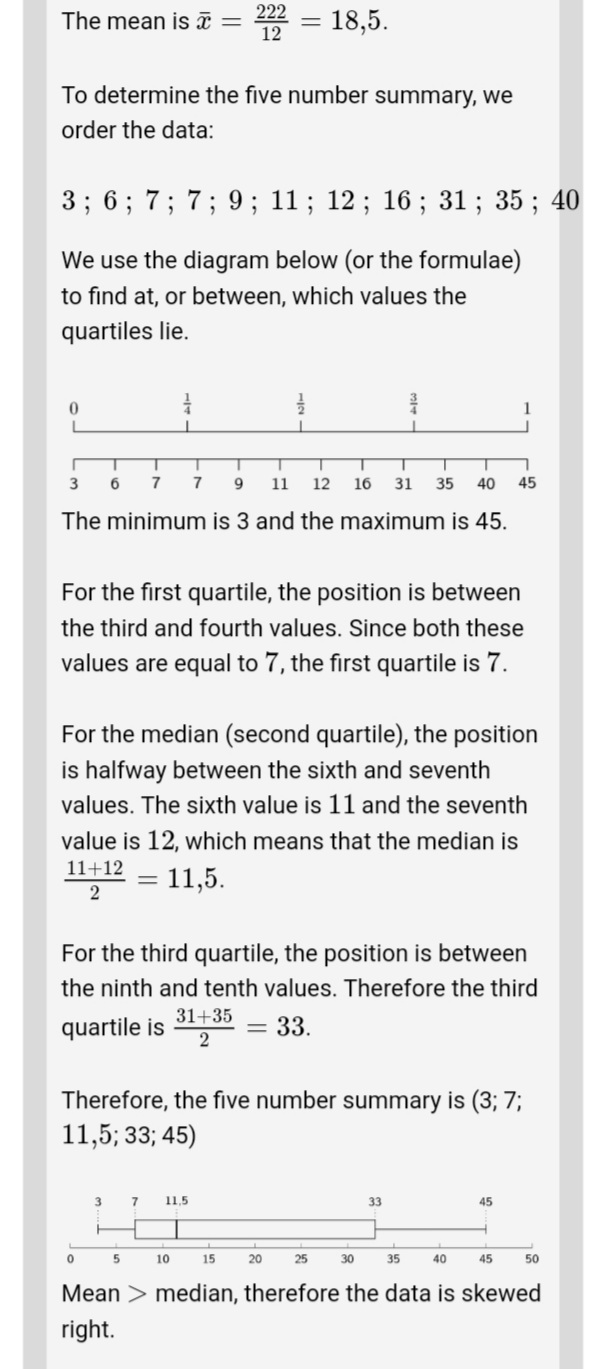 The mean is x̄ = 222/12 = 18,5.
To determine the five number summary, we
order the data:
3 ; 6 ; 7 ; 7 ; 9 ; 11 ; 12 ; 16 ; 31 ; 35 ; 40
We use the diagram below (or the formulae)
to find at, or between, which values the
quartiles lie.
0 1/4 1/2 3/4 1
3 6 7 7 9 11 12 16 31 35 40 45
The minimum is 3 and the maximum is 45.
For the first quartile, the position is between
the third and fourth values. Since both these
values are equal to 7, the first quartile is 7.
For the median (second quartile), the position
is halfway between the sixth and seventh
values. The sixth value is 11 and the seventh
value is 12, which means that the median is
11+12/2 = 11,5.
For the third quartile, the position is between
the ninth and tenth values. Therefore the third
quartile is 31+35/2 = 33.
Therefore, the five number summary is (3; 7;
11,5; 33; 45)
3 7 11,5 33 45
0 5 10 15 20 25 30 35 40 45 50
Mean > median, therefore the data is skewed
right.